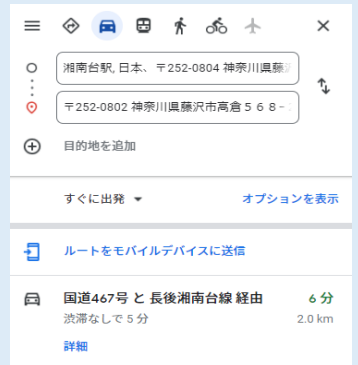 湘南台駅, 日本、〒252-0804 神奈川県藤
〒252-0802 神奈川県藤沢市高倉５６８−
目的地を追加
すぐに出発
オプションを表示
ルートをモバイルデバイスに送信
国道467号 と 長後湘南台線 経由
6 分
渋滞なしで 5 分
2.0 km
詳細